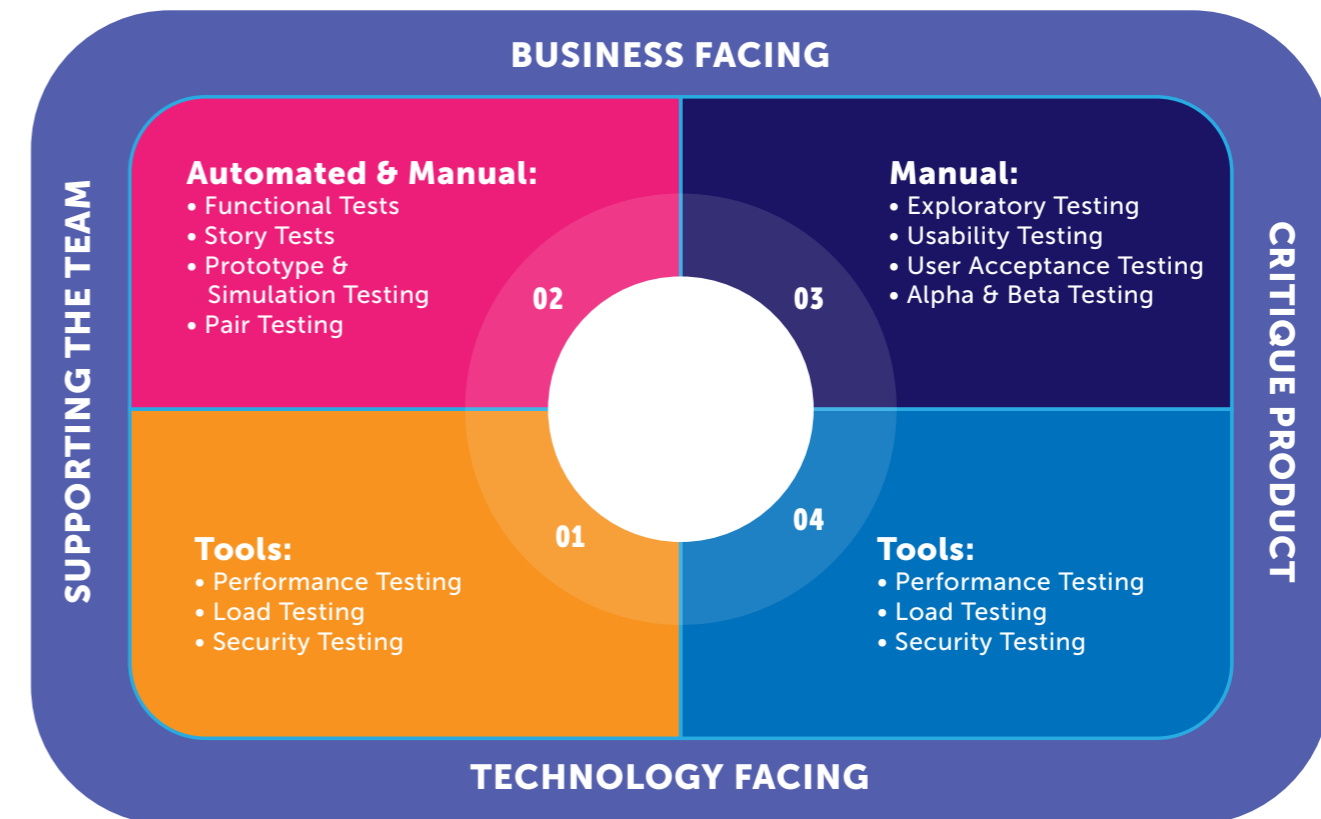 BUSINESS FACING
SUPPORTING THE TEAM
Automated & Manual:
• Functional Tests
• Story Tests
• Prototype &
Simulation Testing
• Pair Testing
02
Manual:
• Exploratory Testing
• Usability Testing
• User Acceptance Testing
• Alpha & Beta Testing
03
CRITIQUE PRODUCT
Tools:
• Performance Testing
• Load Testing
• Security Testing
01
Tools:
• Performance Testing
• Load Testing
• Security Testing
04
TECHNOLOGY FACING